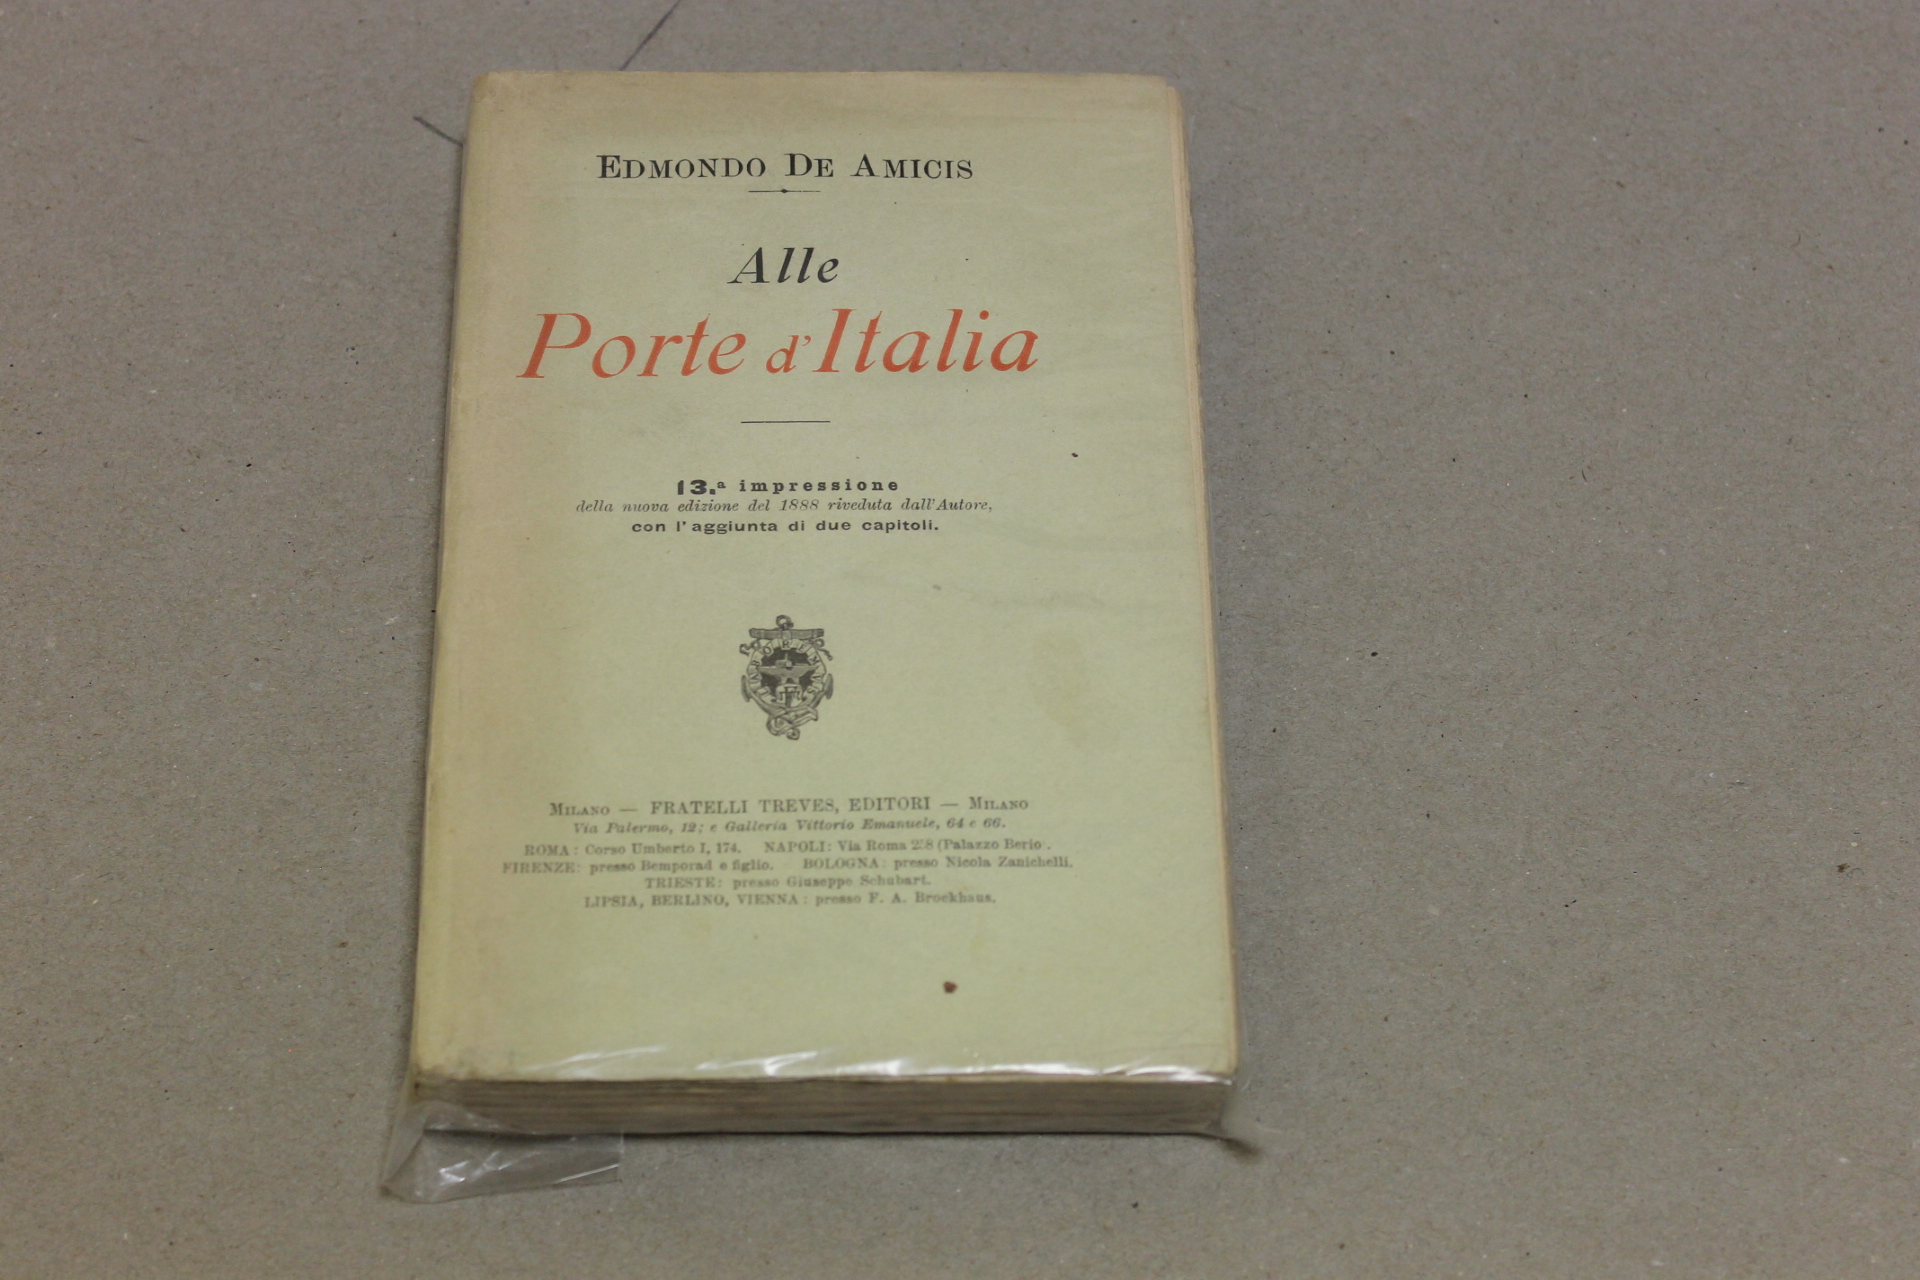 EDMONDO DE AMICIS
Alle
Porte d'Italia
13.ª impressione
della nuova edizione del 1888 riveduta dall'Autore,
con l'aggiunta di due capitoli.
MILANO — FRATELLI TREVES, EDITORI — MILANO
Via Palermo, 12; e Galleria Vittorio Emanuele, 64 e 66.
ROMA: Corso Umberto I, 174. NAPOLI: Via Roma (Palazzo Berio).
FIRENZE: presso Bemporad e figlio. BOLOGNA: presso Nicola Zanichelli.
TRIESTE: presso Giuseppe Schubart.
LIPSIA, BERLINO, VIENNA: presso F. A. Brockhaus.